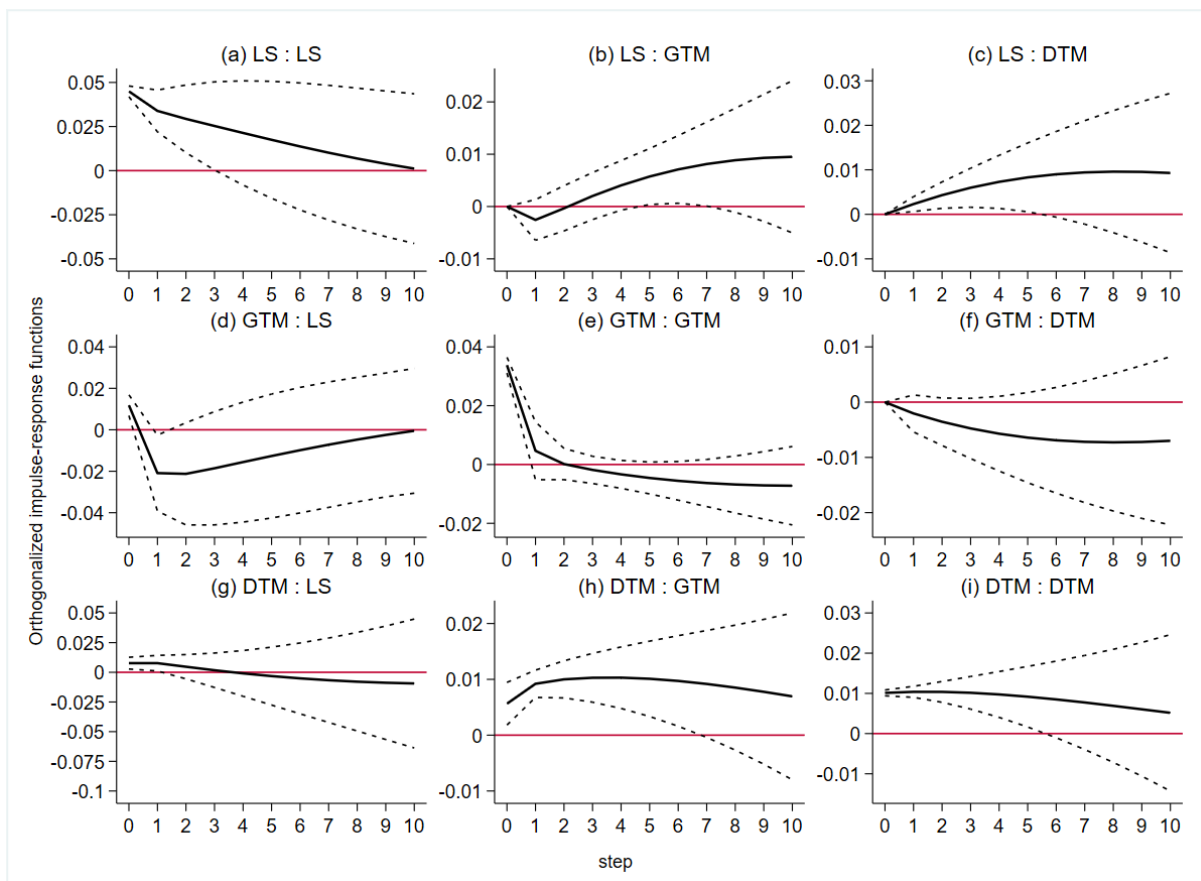 (a) LS : LS
0.05
0.025
0
-0.025
-0.05
0 1 2 3 4 5 6 7 8 9 10
(b) LS : GTM
0.02
0.01
0
-0.01
0 1 2 3 4 5 6 7 8 9 10
(c) LS : DTM
0.03
0.02
0.01
0
-0.01
0 1 2 3 4 5 6 7 8 9 10
(d) GTM : LS
0.04
0.02
0
-0.02
-0.04
0 1 2 3 4 5 6 7 8 9 10
(e) GTM : GTM
0.04
0.02
0
-0.02
0 1 2 3 4 5 6 7 8 9 10
(f) GTM : DTM
0.01
0
-0.01
-0.02
0 1 2 3 4 5 6 7 8 9 10
(g) DTM : LS
0.05
0.025
0
-0.025
-0.05
-0.075
-0.1
0 1 2 3 4 5 6 7 8 9 10
(h) DTM : GTM
0.02
0.01
0
-0.01
0 1 2 3 4 5 6 7 8 9 10
(i) DTM : DTM
0.03
0.02
0.01
0
-0.01
0 1 2 3 4 5 6 7 8 9 10
Orthogonalized impulse-response functions
step